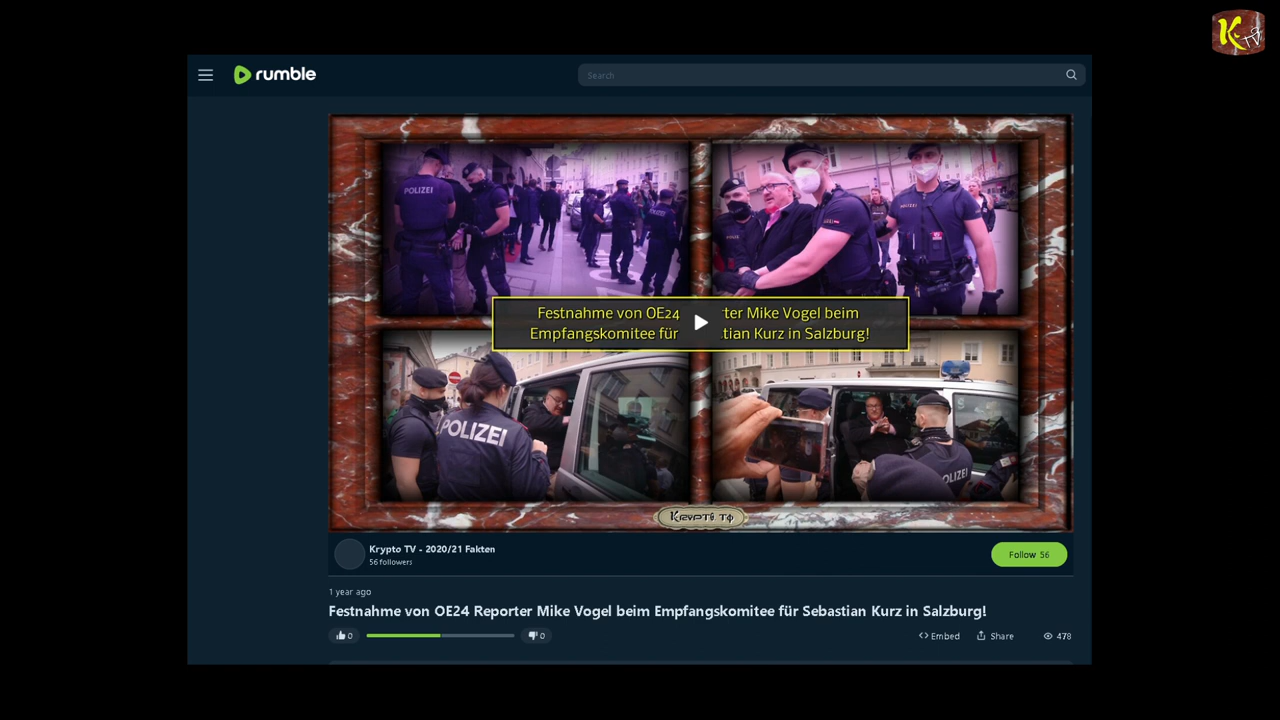 K TV
rumble
Search
POLIZEI
Festnahme von OE24 ter Mike Vogel beim
Empfangskomitee für tian Kurz in Salzburg!
POLIZEI
POLIZEI
Krypto TV - 2020/21 Fakten
56 followers
Follow 56
1 year ago
Festnahme von OE24 Reporter Mike Vogel beim Empfangskomitee für Sebastian Kurz in Salzburg!
0
0
Embed
Share
478